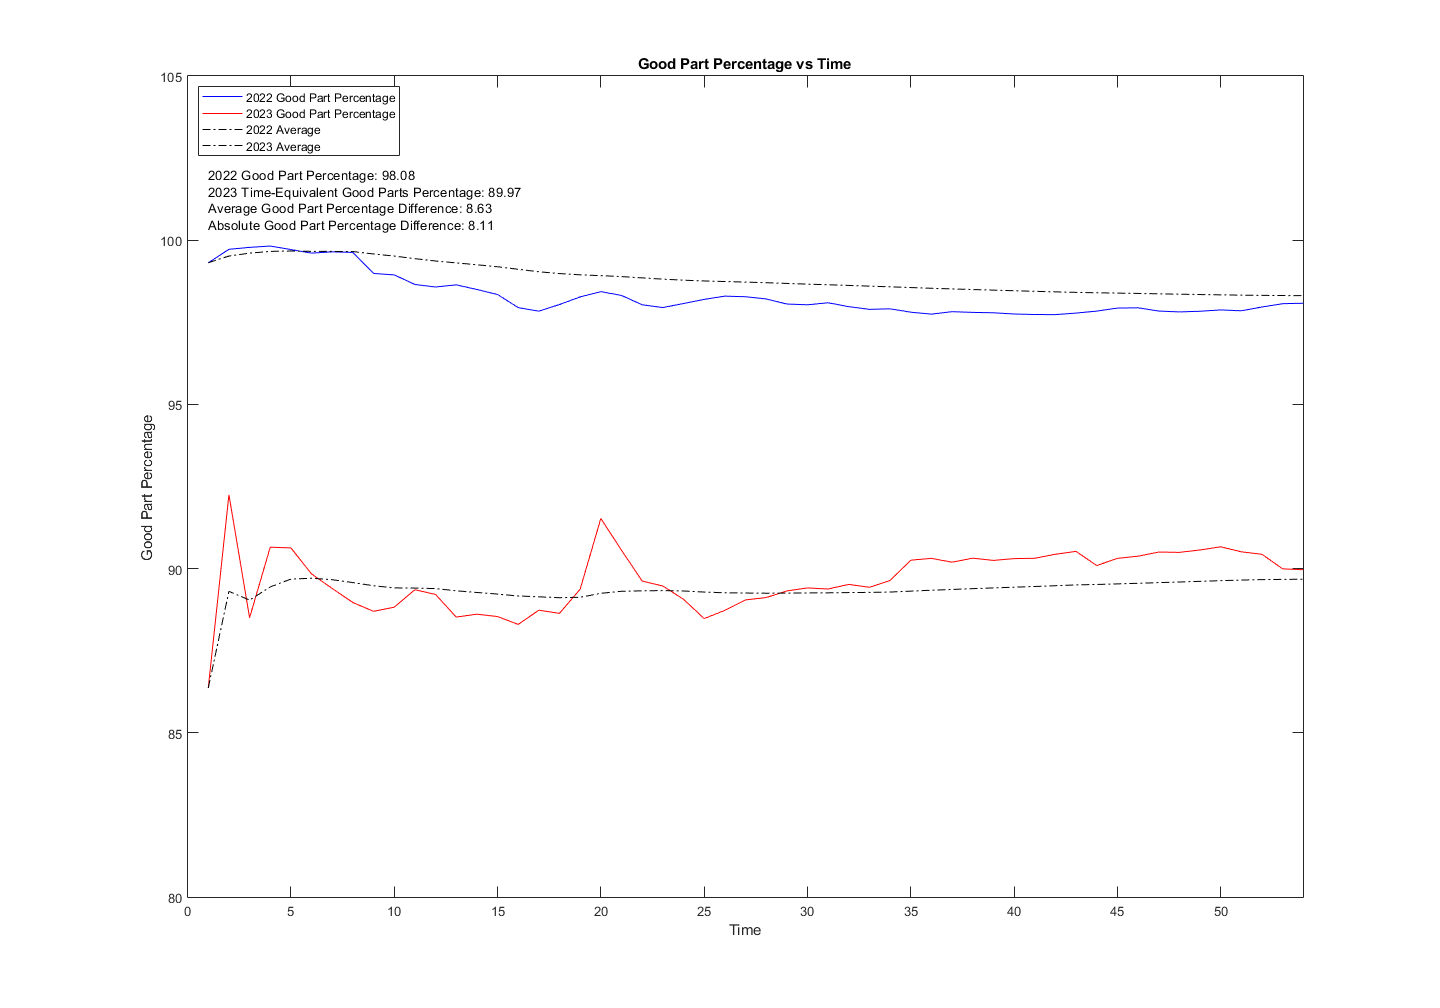 Good Part Percentage vs Time
105
2022 Good Part Percentage
2023 Good Part Percentage
2022 Average
2023 Average
2022 Good Part Percentage: 98.08
2023 Time-Equivalent Good Parts Percentage: 89.97
Average Good Part Percentage Difference: 8.63
Absolute Good Part Percentage Difference: 8.11
100
95
Good Part Percentage
90
85
80
0 5 10 15 20 25 30 35 40 45 50
Time